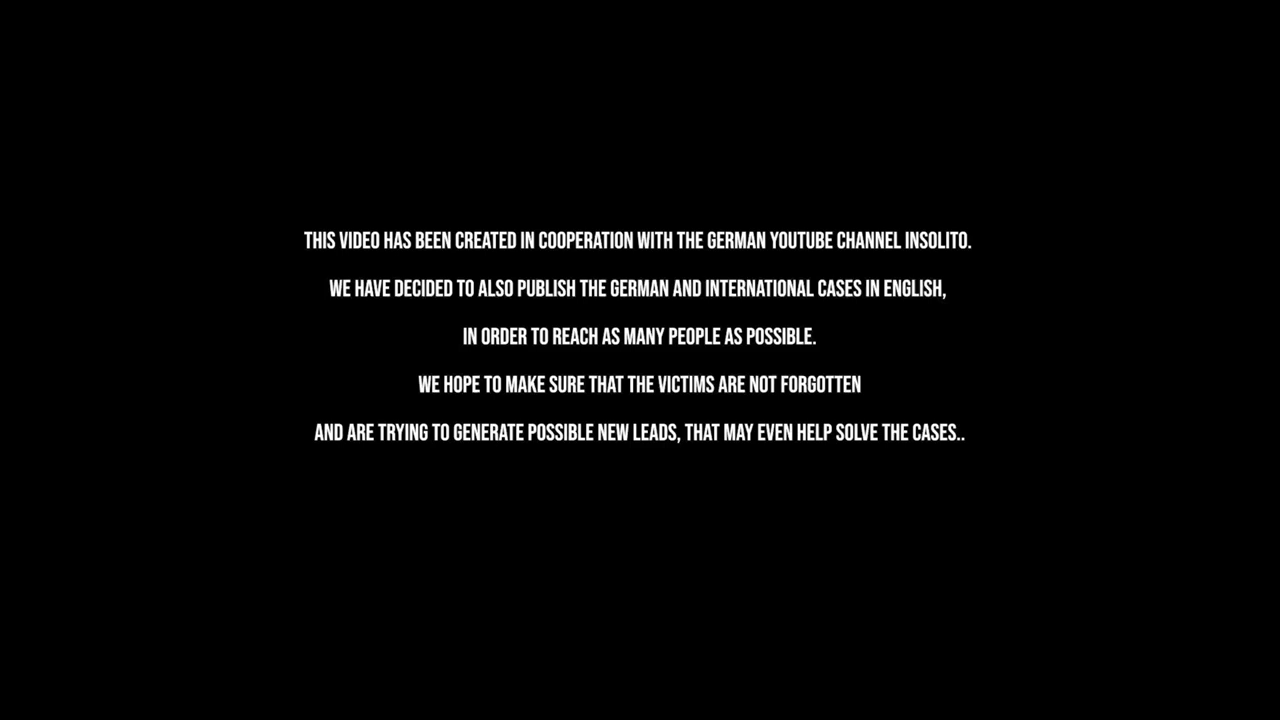 THIS VIDEO HAS BEEN CREATED IN COOPERATION WITH THE GERMAN YOUTUBE CHANNEL INSOLITO.
WE HAVE DECIDED TO ALSO PUBLISH THE GERMAN AND INTERNATIONAL CASES IN ENGLISH,
IN ORDER TO REACH AS MANY PEOPLE AS POSSIBLE.
WE HOPE TO MAKE SURE THAT THE VICTIMS ARE NOT FORGOTTEN
AND ARE TRYING TO GENERATE POSSIBLE NEW LEADS, THAT MAY EVEN HELP SOLVE THE CASES..